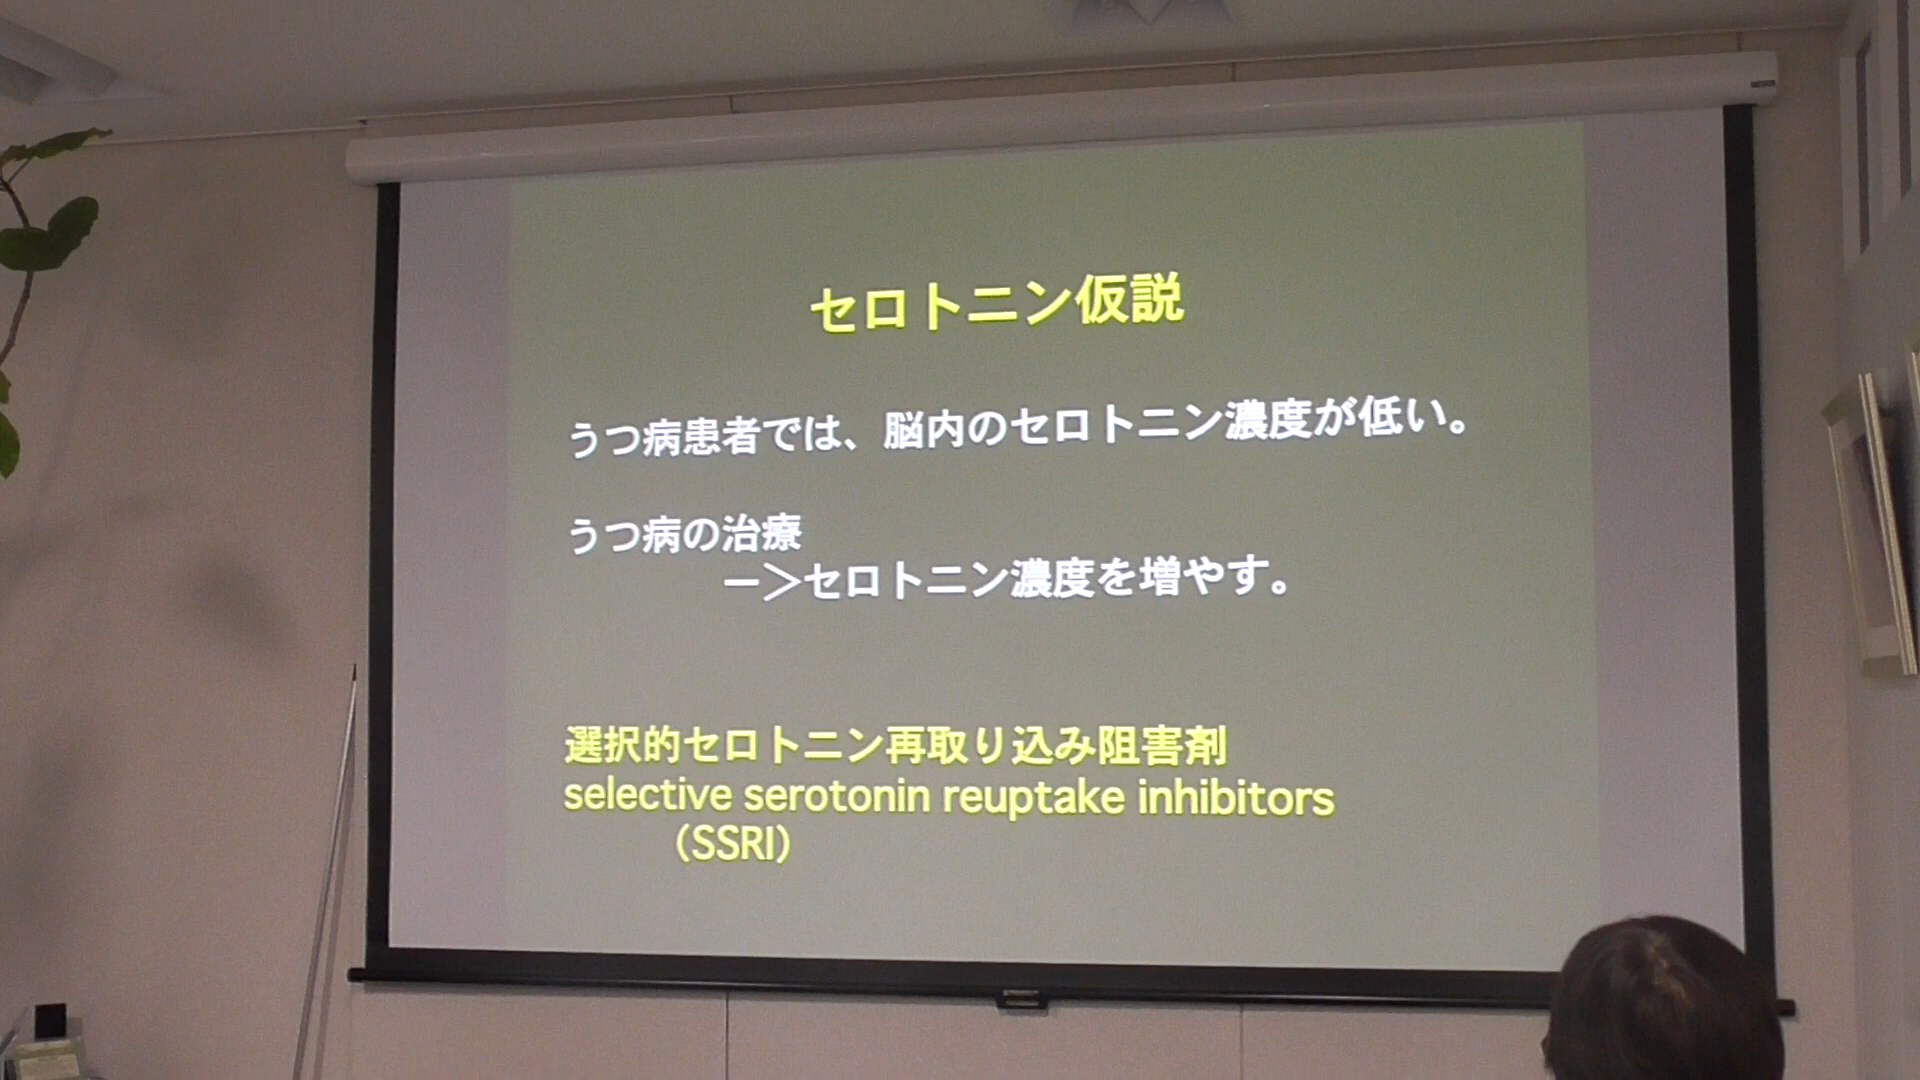 セロトニン仮説
うつ病患者では、脳内のセロトニン濃度が低い。
うつ病の治療
ー＞セロトニン濃度を増やす。
選択的セロトニン再取り込み阻害剤
selective serotonin reuptake inhibitors
（SSRI）